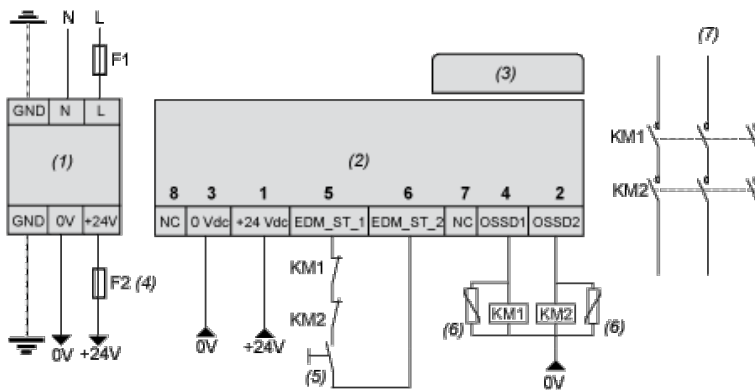 N L
F1
(7)
(3)
GND N L
(1)
(2)
KM1
KM2
8 3 1 5 6 7 4 2
GND 0V +24V
NC 0 Vdc +24 Vdc EDM_ST_1 EDM_ST_2 NC OSSD1 OSSD2
KM1
F2 (4)
KM2
KM1 KM2
(6) (6)
0V +24V
0V +24V
(5)
0V